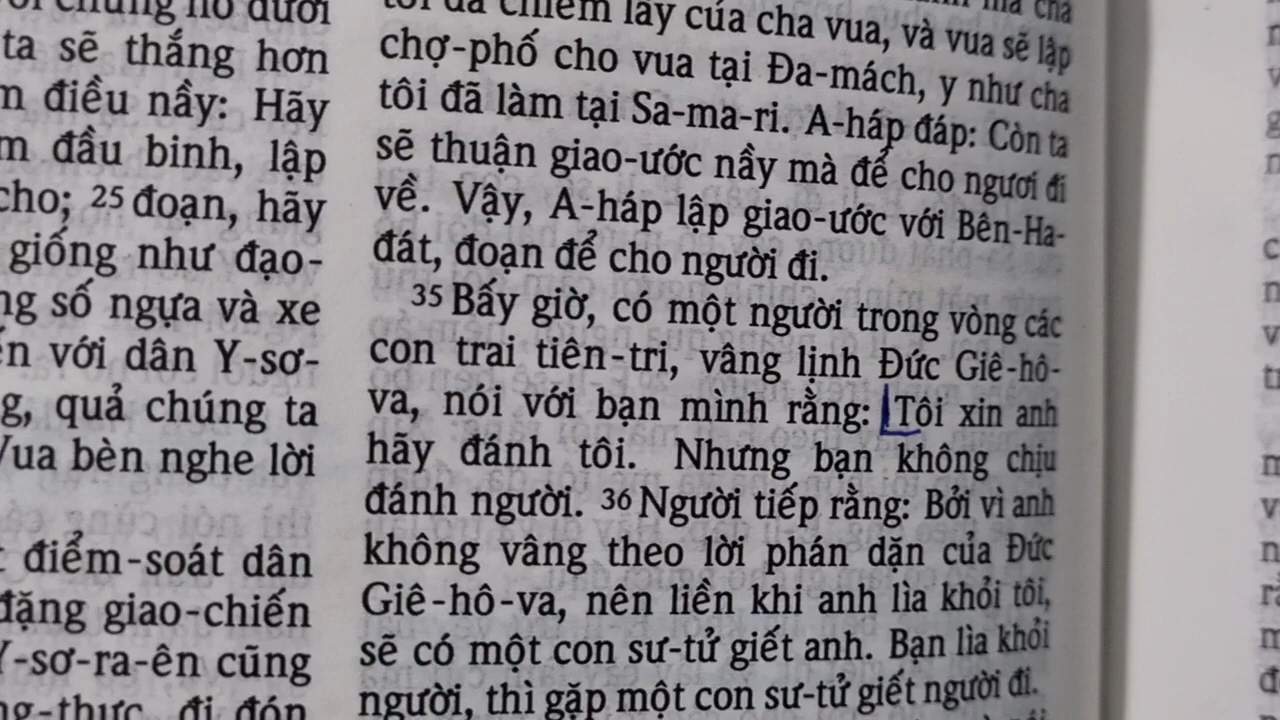 ta sẽ thắng hơn
điều nầy: Hãy
đầu binh, lập
cho; 25 đoạn, hãy
giống như đạo-
số ngựa và xe
với dân Y-sơ-
quả chúng ta
bèn nghe lời
điểm-soát dân
giao-chiến
Y-sơ-ra-ên cũng
đi đón
tôi đã chiếm lấy của cha vua, và vua sẽ lập
chợ-phố cho vua tại Đa-mách, y như cha
tôi đã làm tại Sa-ma-ri. A-háp đáp: Còn ta
sẽ thuận giao-ước nầy mà để cho ngươi đi
về. Vậy, A-háp lập giao-ước với Bên-Ha-
đát, đoạn để cho người đi.
35 Bấy giờ, có một người trong vòng các
con trai tiên-tri, vâng lịnh Đức Giê-hô-
va, nói với bạn mình rằng: Tôi xin anh
hãy đánh tôi. Nhưng bạn không chịu
đánh người. 36 Người tiếp rằng: Bởi vì anh
không vâng theo lời phán dặn của Đức
Giê-hô-va, nên liền khi anh lìa khỏi tôi,
sẽ có một con sư-tử giết anh. Bạn lìa khỏi
người, thì gặp một con sư-tử giết người đi.